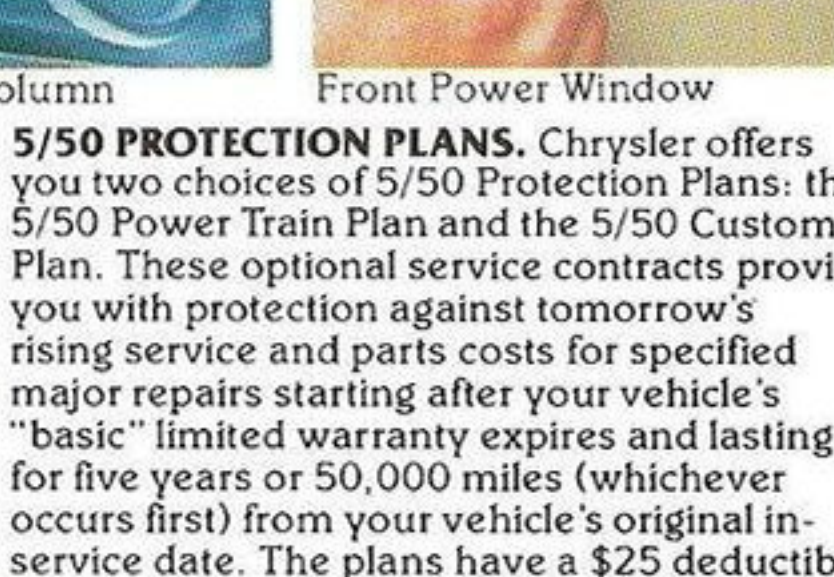 olumn
Front Power Window
5/50 PROTECTION PLANS. Chrysler offers
you two choices of 5/50 Protection Plans: th
5/50 Power Train Plan and the 5/50 Custom
Plan. These optional service contracts provi
you with protection against tomorrow's
rising service and parts costs for specified
major repairs starting after your vehicle's
"basic" limited warranty expires and lasting
for five years or 50,000 miles (whichever
occurs first) from your vehicle's original in-
service date. The plans have a $25 deductib